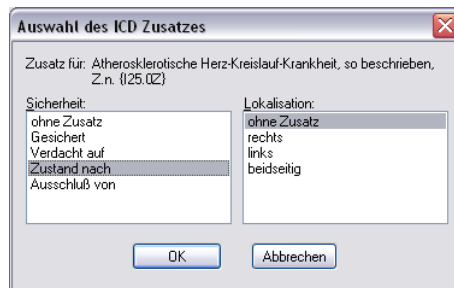 Auswahl des ICD Zusatzes
Zusatz für: Atherosklerotische Herz-Kreislauf-Krankheit, so beschrieben,
Z.n. {I25.0Z}
Sicherheit:
ohne Zusatz
Gesichert
Verdacht auf
Zustand nach
Ausschluß von
Lokalisation:
ohne Zusatz
rechts
links
beidseitig
OK
Abbrechen